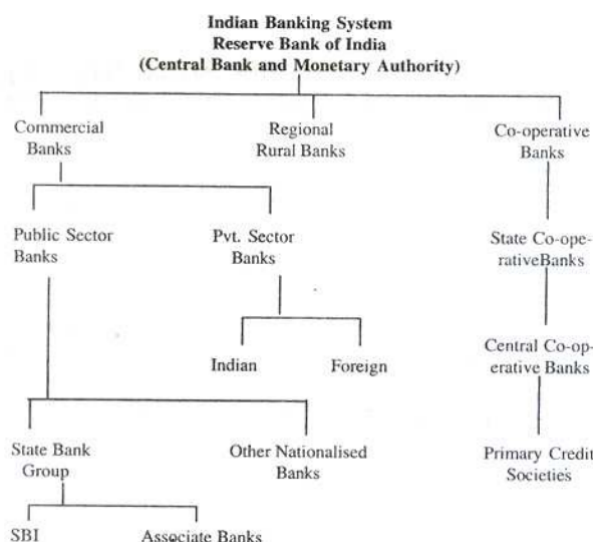 Indian Banking System
Reserve Bank of India
(Central Bank and Monetary Authority)
Commercial
Banks
Regional
Rural Banks
Co-operative
Banks
Public Sector
Banks
Pvt. Sector
Banks
State Co-ope-
rativeBanks
Indian
Foreign
Central Co-op-
erative Banks
State Bank
Group
Other Nationalised
Banks
Primary Credit
Societies
SBI
Associate Banks